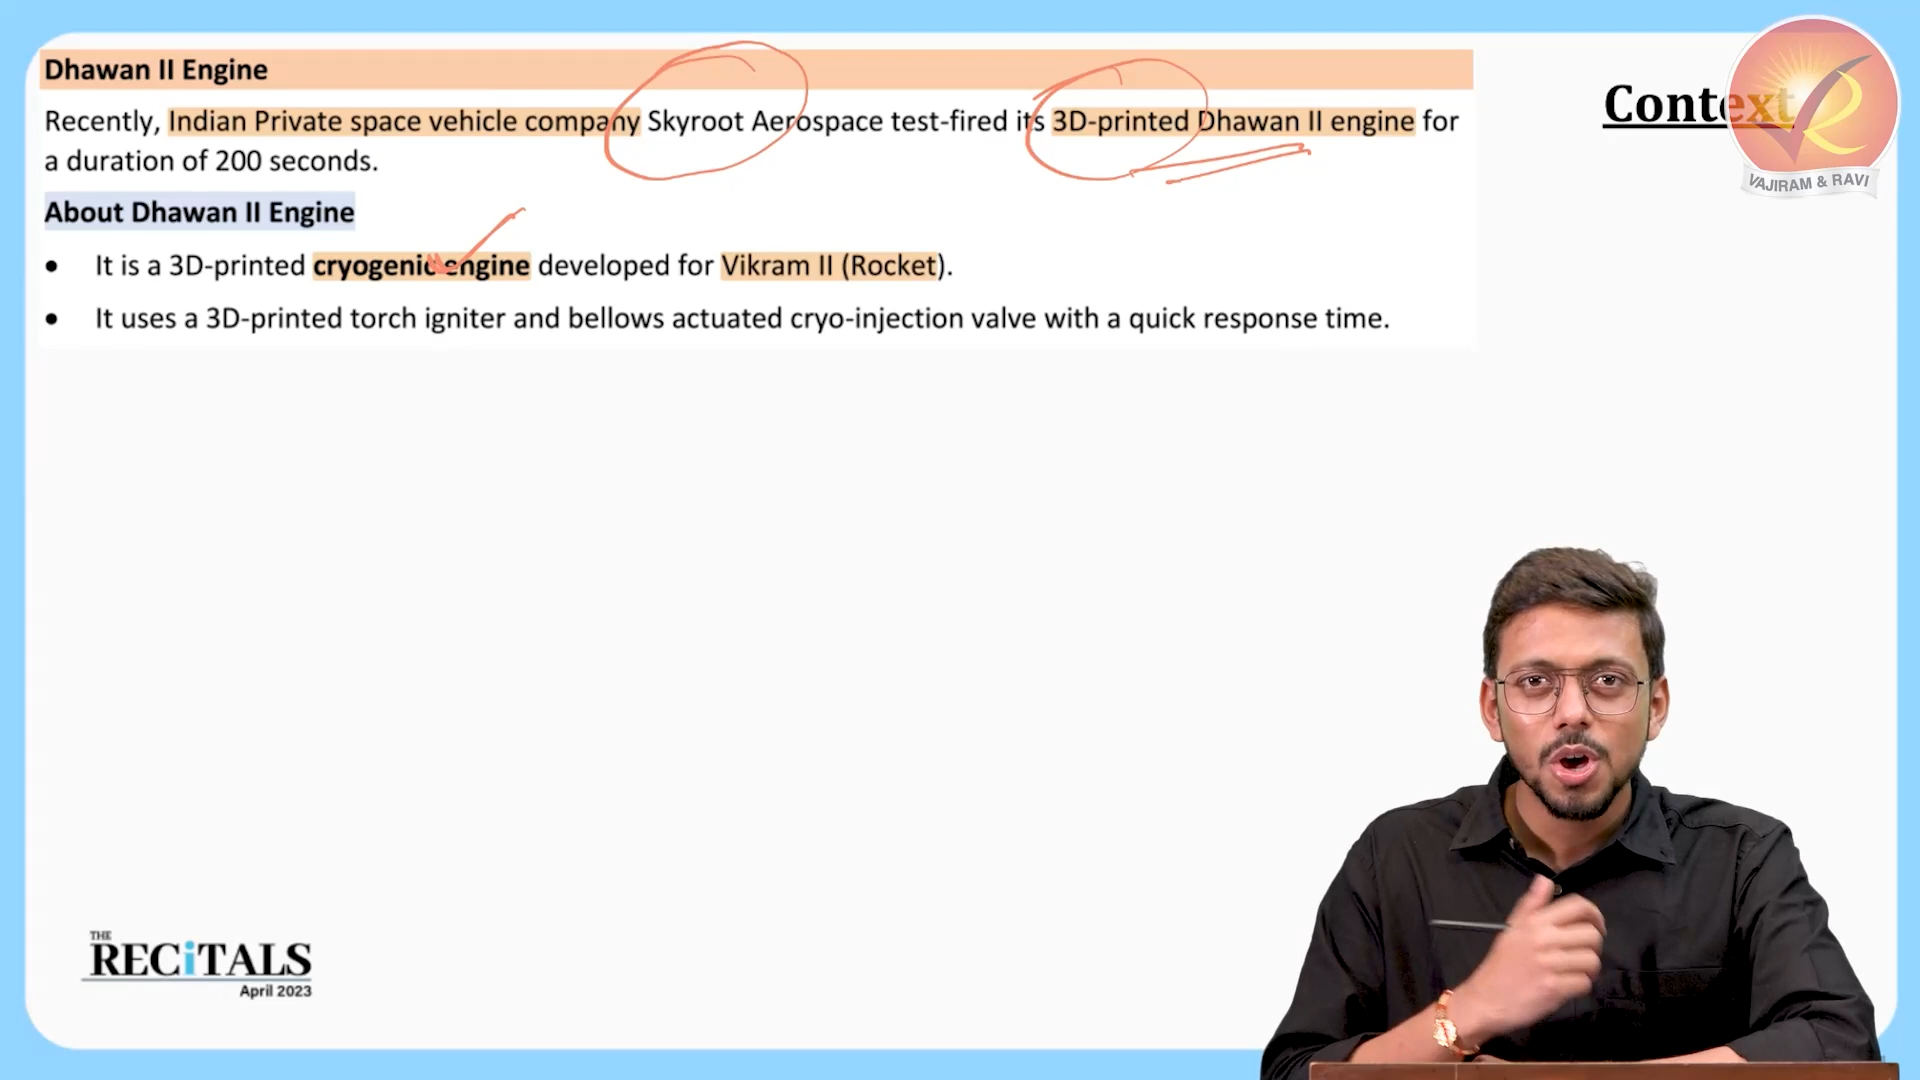 Dhawan II Engine
Context
Recently, Indian Private space vehicle company Skyroot Aerospace test-fired its 3D-printed Dhawan II engine for
a duration of 200 seconds.
VAJIRAM & RAVI
About Dhawan II Engine
• It is a 3D-printed cryogenic engine developed for Vikram II (Rocket).
• It uses a 3D-printed torch igniter and bellows actuated cryo-injection valve with a quick response time.
THE
RECiTALS
April 2023